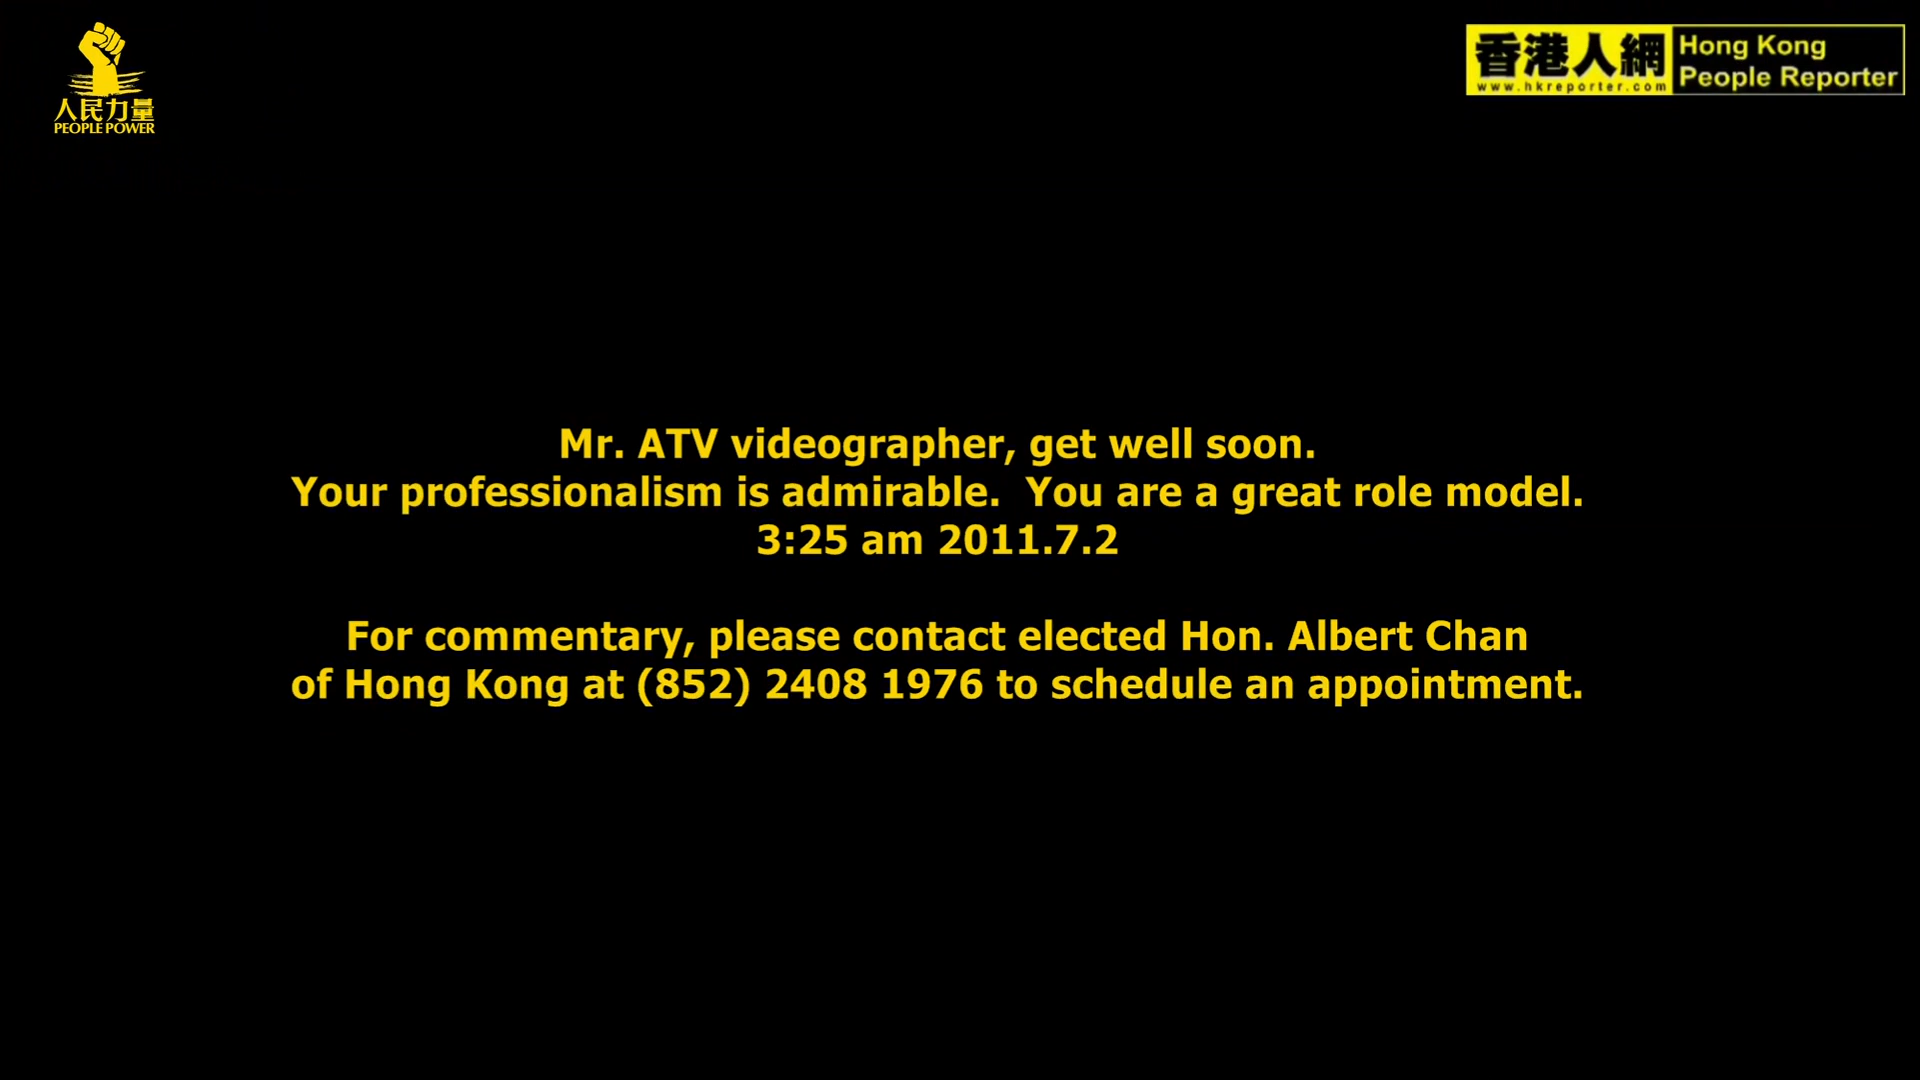 人民力量
PEOPLE POWER
香港人網
www.hkreporter.com
Hong Kong
People Reporter
Mr. ATV videographer, get well soon.
Your professionalism is admirable.  You are a great role model.
3:25 am 2011.7.2
For commentary, please contact elected Hon. Albert Chan
of Hong Kong at (852) 2408 1976 to schedule an appointment.